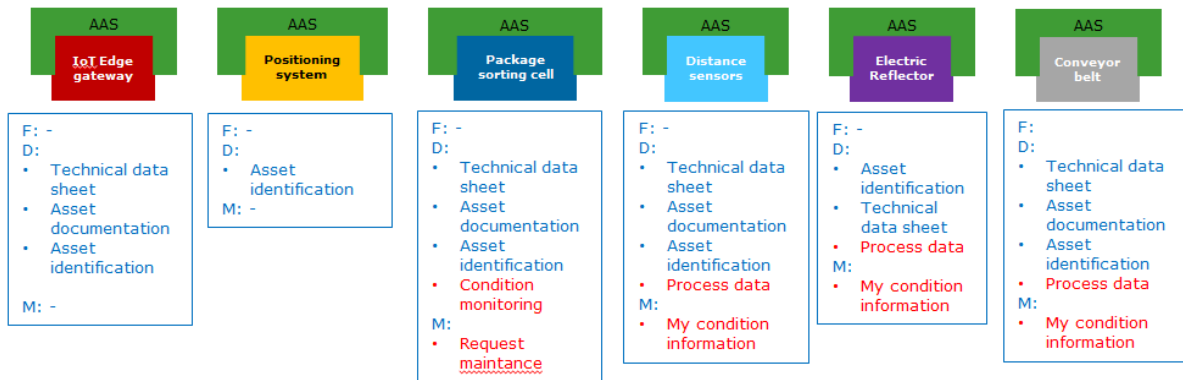 AAS
IoT Edge
gateway
F: -
D:
• Technical data
sheet
• Asset
documentation
• Asset
identification
M: -
AAS
Positioning
system
F: -
D:
• Asset
identification
M: -
AAS
Package
sorting cell
F: -
D:
• Technical data
sheet
• Asset
documentation
• Asset
identification
• Condition
monitoring
M:
• Request
maintance
AAS
Distance
sensors
F: -
D:
• Technical data
sheet
• Asset
documentation
• Asset
identification
• Process data
M:
• My condition
information
AAS
Electric
Reflector
F: -
D:
• Asset
identification
• Technical
data sheet
• Process data
M:
• My condition
information
AAS
Conveyor
belt
F:
D:
• Technical data
sheet
• Asset
documentation
• Asset
identification
• Process data
M:
• My condition
information